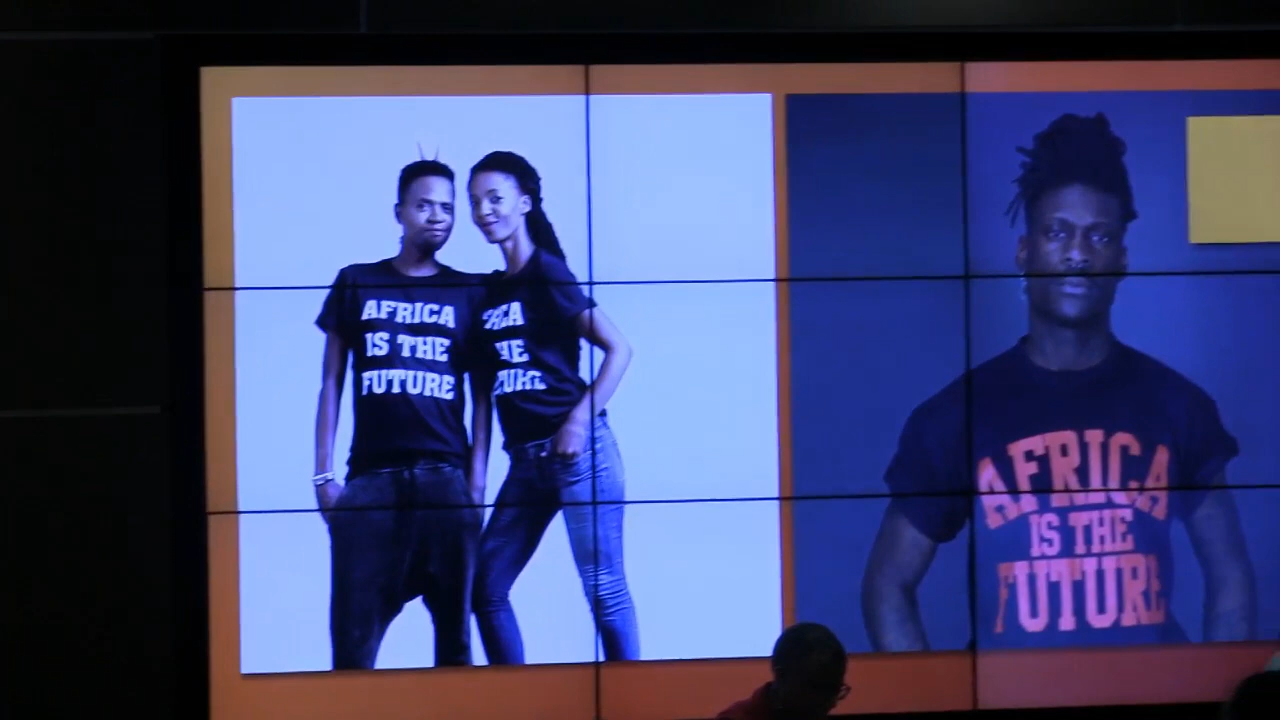 AFRICA
IS THE
FUTURE
AFRICA
IS THE
FUTURE